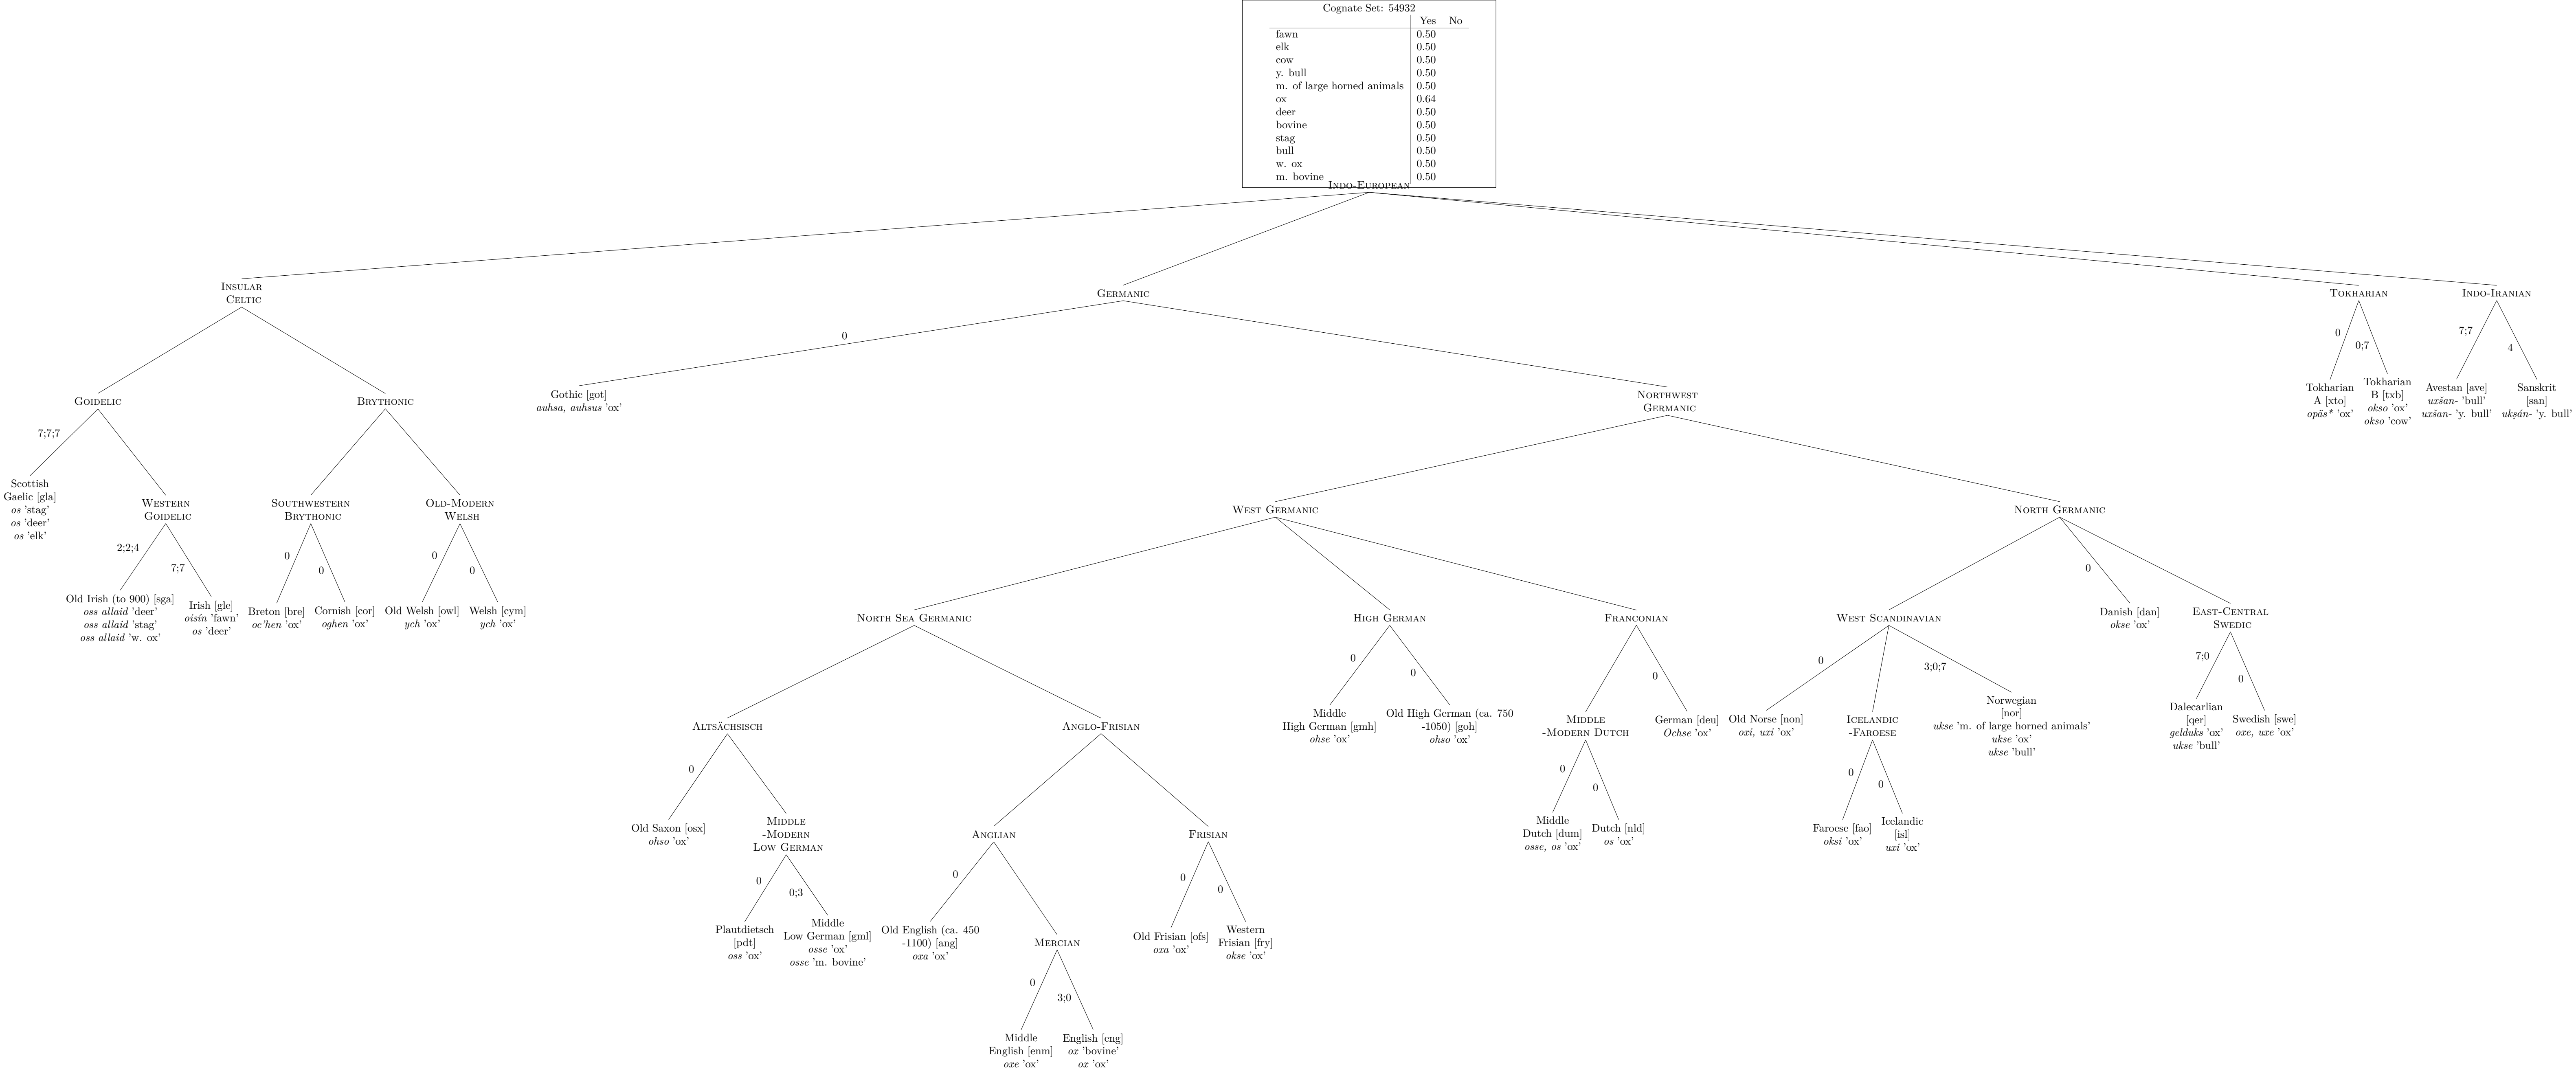 Cognate Set: 54932
Yes No
fawn 0.50
elk 0.50
cow 0.50
y. bull 0.50
m. of large horned animals 0.50
ox 0.64
deer 0.50
bovine 0.50
stag 0.50
bull 0.50
w. ox 0.50
m. bovine 0.50
Indo-European
Insular
Celtic
Germanic
Tokharian
Indo-Iranian
0
0
0;7
7;7
4
Goidelic
Brythonic
Gothic [got]
auhsa, auhsus 'ox'
Northwest
Germanic
Tokharian
A [xto]
opäs* 'ox'
Tokharian
B [txb]
okso 'ox'
okso 'cow'
Avestan [ave]
uxšan- 'bull'
uxšan- 'y. bull'
Sanskrit
[san]
ukṣán- 'y. bull'
7;7;7
Scottish
Gaelic [gla]
os 'stag'
os 'deer'
os 'elk'
Western
Goidelic
Southwestern
Brythonic
Old-Modern
Welsh
West Germanic
North Germanic
2;2;4
7;7
0
0
0
0
0
Old Irish (to 900) [sga]
oss allaid 'deer'
oss allaid 'stag'
oss allaid 'w. ox'
Irish [gle]
oisín 'fawn'
os 'deer'
Breton [bre]
oc'hen 'ox'
Cornish [cor]
oghen 'ox'
Old Welsh [owl]
ych 'ox'
Welsh [cym]
ych 'ox'
North Sea Germanic
High German
Franconian
West Scandinavian
Danish [dan]
okse 'ox'
East-Central
Swedic
0
0
0
0
3;0;7
7;0
0
Altsächsisch
Anglo-Frisian
Middle
High German [gmh]
ohse 'ox'
Old High German (ca. 750
-1050) [goh]
ohso 'ox'
Middle
-Modern Dutch
German [deu]
Ochse 'ox'
Old Norse [non]
oxi, uxi 'ox'
Icelandic
-Faroese
Norwegian
[nor]
ukse 'm. of large horned animals'
ukse 'ox'
ukse 'bull'
Dalecarlian
[qer]
gelduks 'ox'
ukse 'bull'
Swedish [swe]
oxe, uxe 'ox'
0
0
0
0
0
Old Saxon [osx]
ohso 'ox'
Middle
-Modern
Low German
Anglian
Frisian
Middle
Dutch [dum]
osse, os 'ox'
Dutch [nld]
os 'ox'
Faroese [fao]
oksi 'ox'
Icelandic
[isl]
uxi 'ox'
0
0;3
0
0
0
Plautdietsch
[pdt]
oss 'ox'
Middle
Low German [gml]
osse 'ox'
osse 'm. bovine'
Old English (ca. 450
-1100) [ang]
oxa 'ox'
Mercian
Old Frisian [ofs]
oxa 'ox'
Western
Frisian [fry]
okse 'ox'
0
3;0
Middle
English [enm]
oxe 'ox'
English [eng]
ox 'bovine'
ox 'ox'